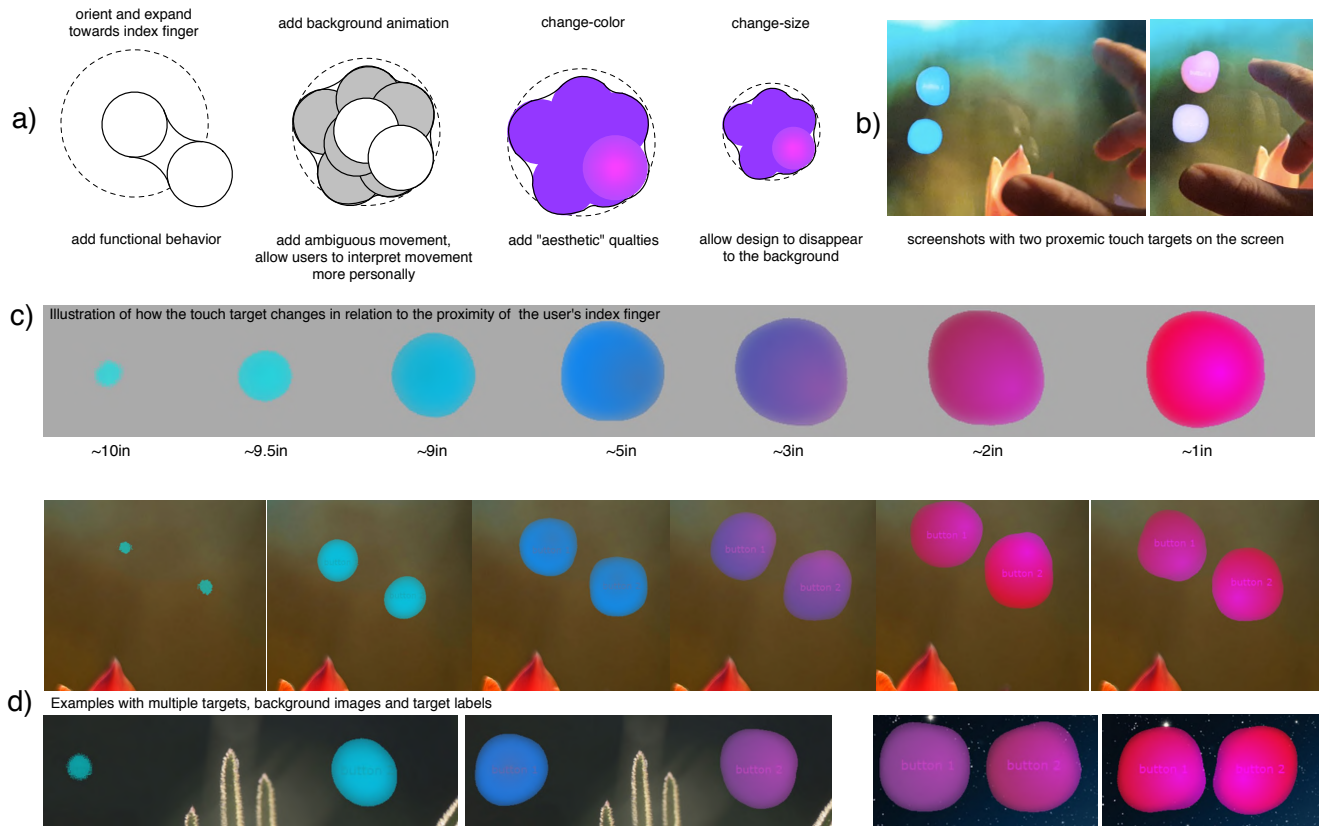 orient and expand
towards index finger
add background animation
change-color
change-size
a)
b)
add functional behavior
add ambiguous movement,
allow users to interpret movement
more personally
add "aesthetic" qualties
allow design to disappear
to the background
screenshots with two proxemic touch targets on the screen
c)
Illustration of how the touch target changes in relation to the proximity of the user's index finger
~10in
~9.5in
~9in
~5in
~3in
~2in
~1in
button 1
button 2
button 1
button 2
button 1
button 2
d)
Examples with multiple targets, background images and target labels
button
button 1
button 2
button 1
button 2
button 1
button 2